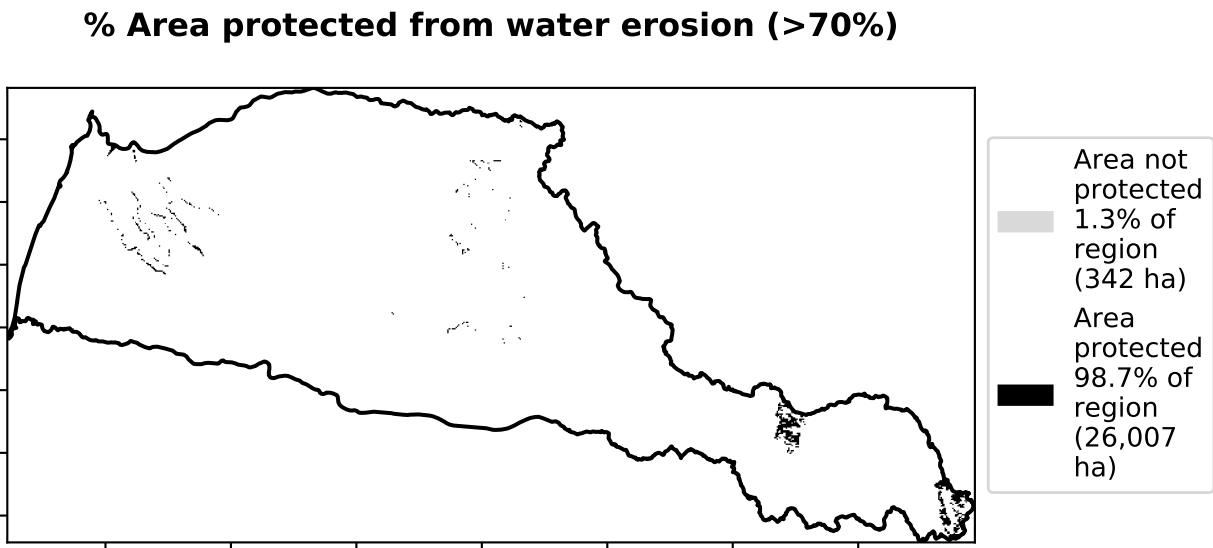 % Area protected from water erosion (>70%)
Area not
protected
1.3% of
region
(342 ha)
Area
protected
98.7% of
region
(26,007
ha)